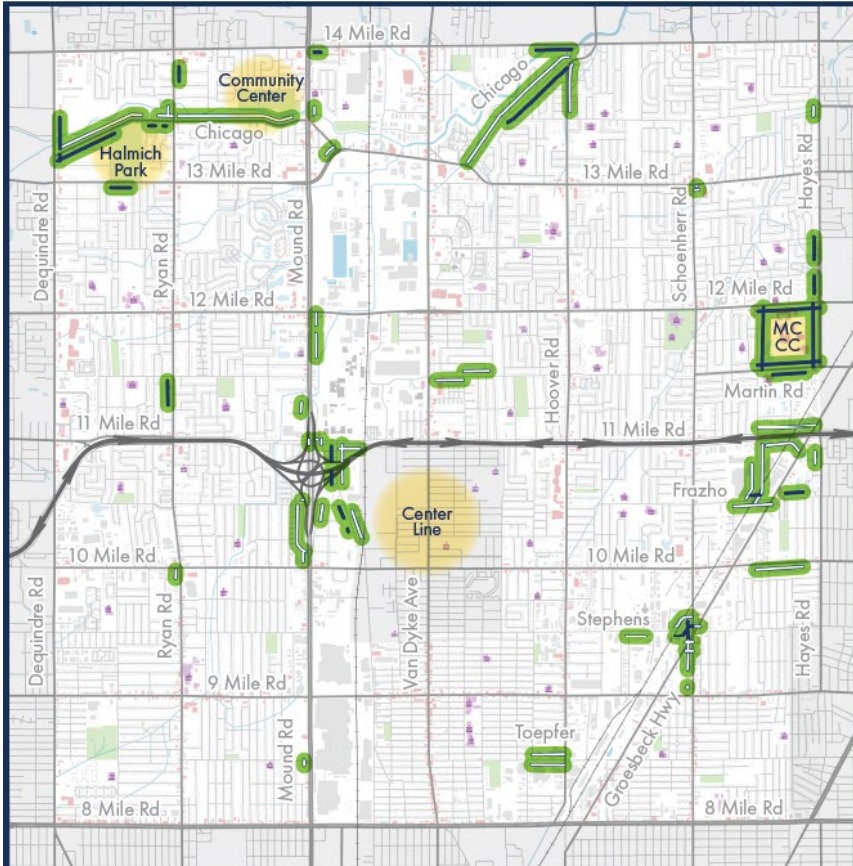 14 Mile Rd
Community
Center
Chicago
Chicago
Halmich
Park
13 Mile Rd
13 Mile Rd
Dequindre Rd
Ryan Rd
Mound Rd
Schoenherr Rd
Hayes Rd
12 Mile Rd
12 Mile Rd
MC
CC
Hoover Rd
Martin Rd
11 Mile Rd
11 Mile Rd
Frazho
Center
Line
10 Mile Rd
10 Mile Rd
Dequindre Rd
Ryan Rd
Van Dyke Ave
Stephens
Hayes Rd
9 Mile Rd
Groesbeck Hwy
Mound Rd
Toepfer
8 Mile Rd
8 Mile Rd